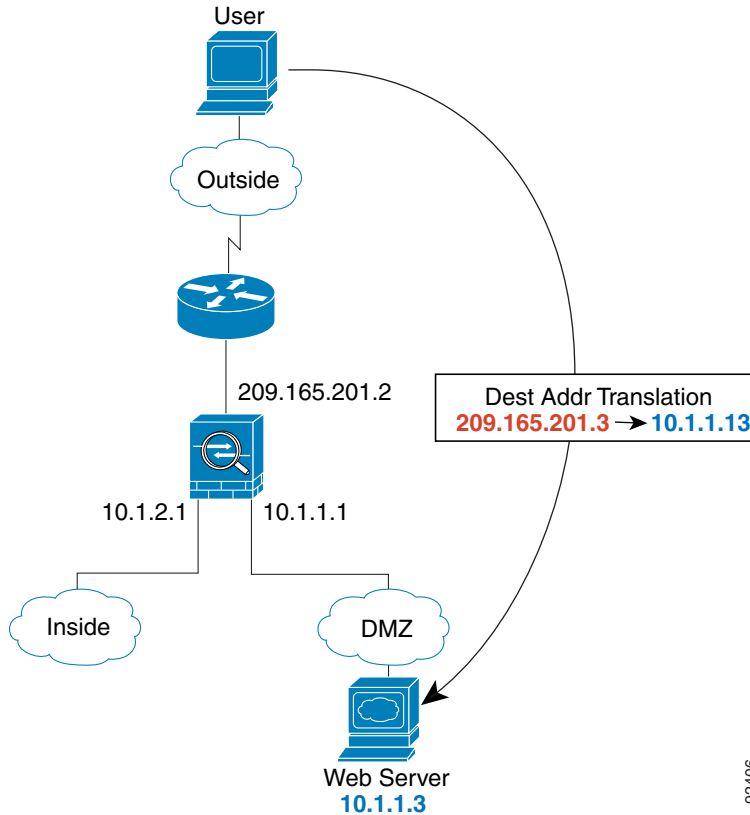 User
Outside
209.165.201.2
Dest Addr Translation
209.165.201.3 10.1.1.13
10.1.2.1 10.1.1.1
Inside
DMZ
Web Server
10.1.1.3